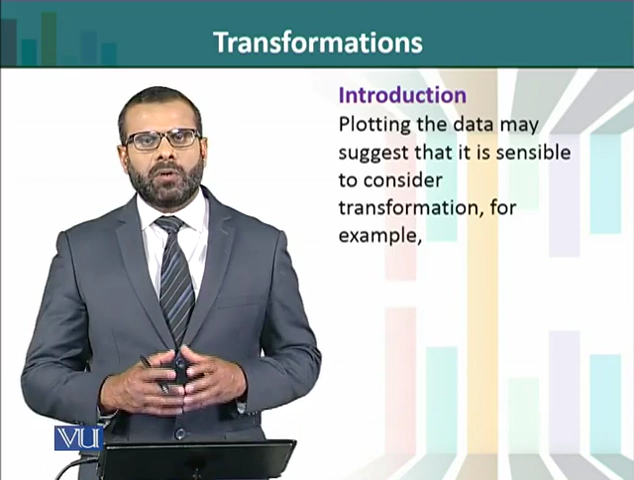 Transformations
Introduction
Plotting the data may
suggest that it is sensible
to consider
transformation, for
example,
VU